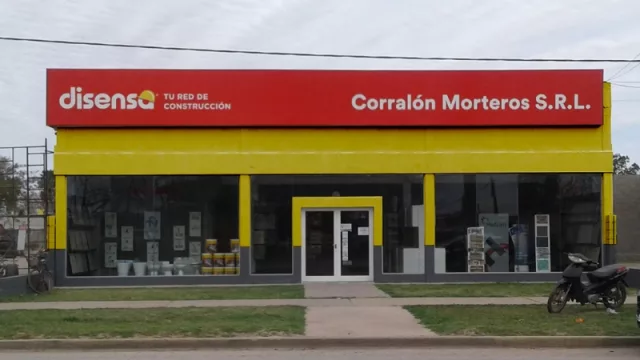 disensa TU RED DE
CONSTRUCCIÓN
Corralón Morteros S.R.L.